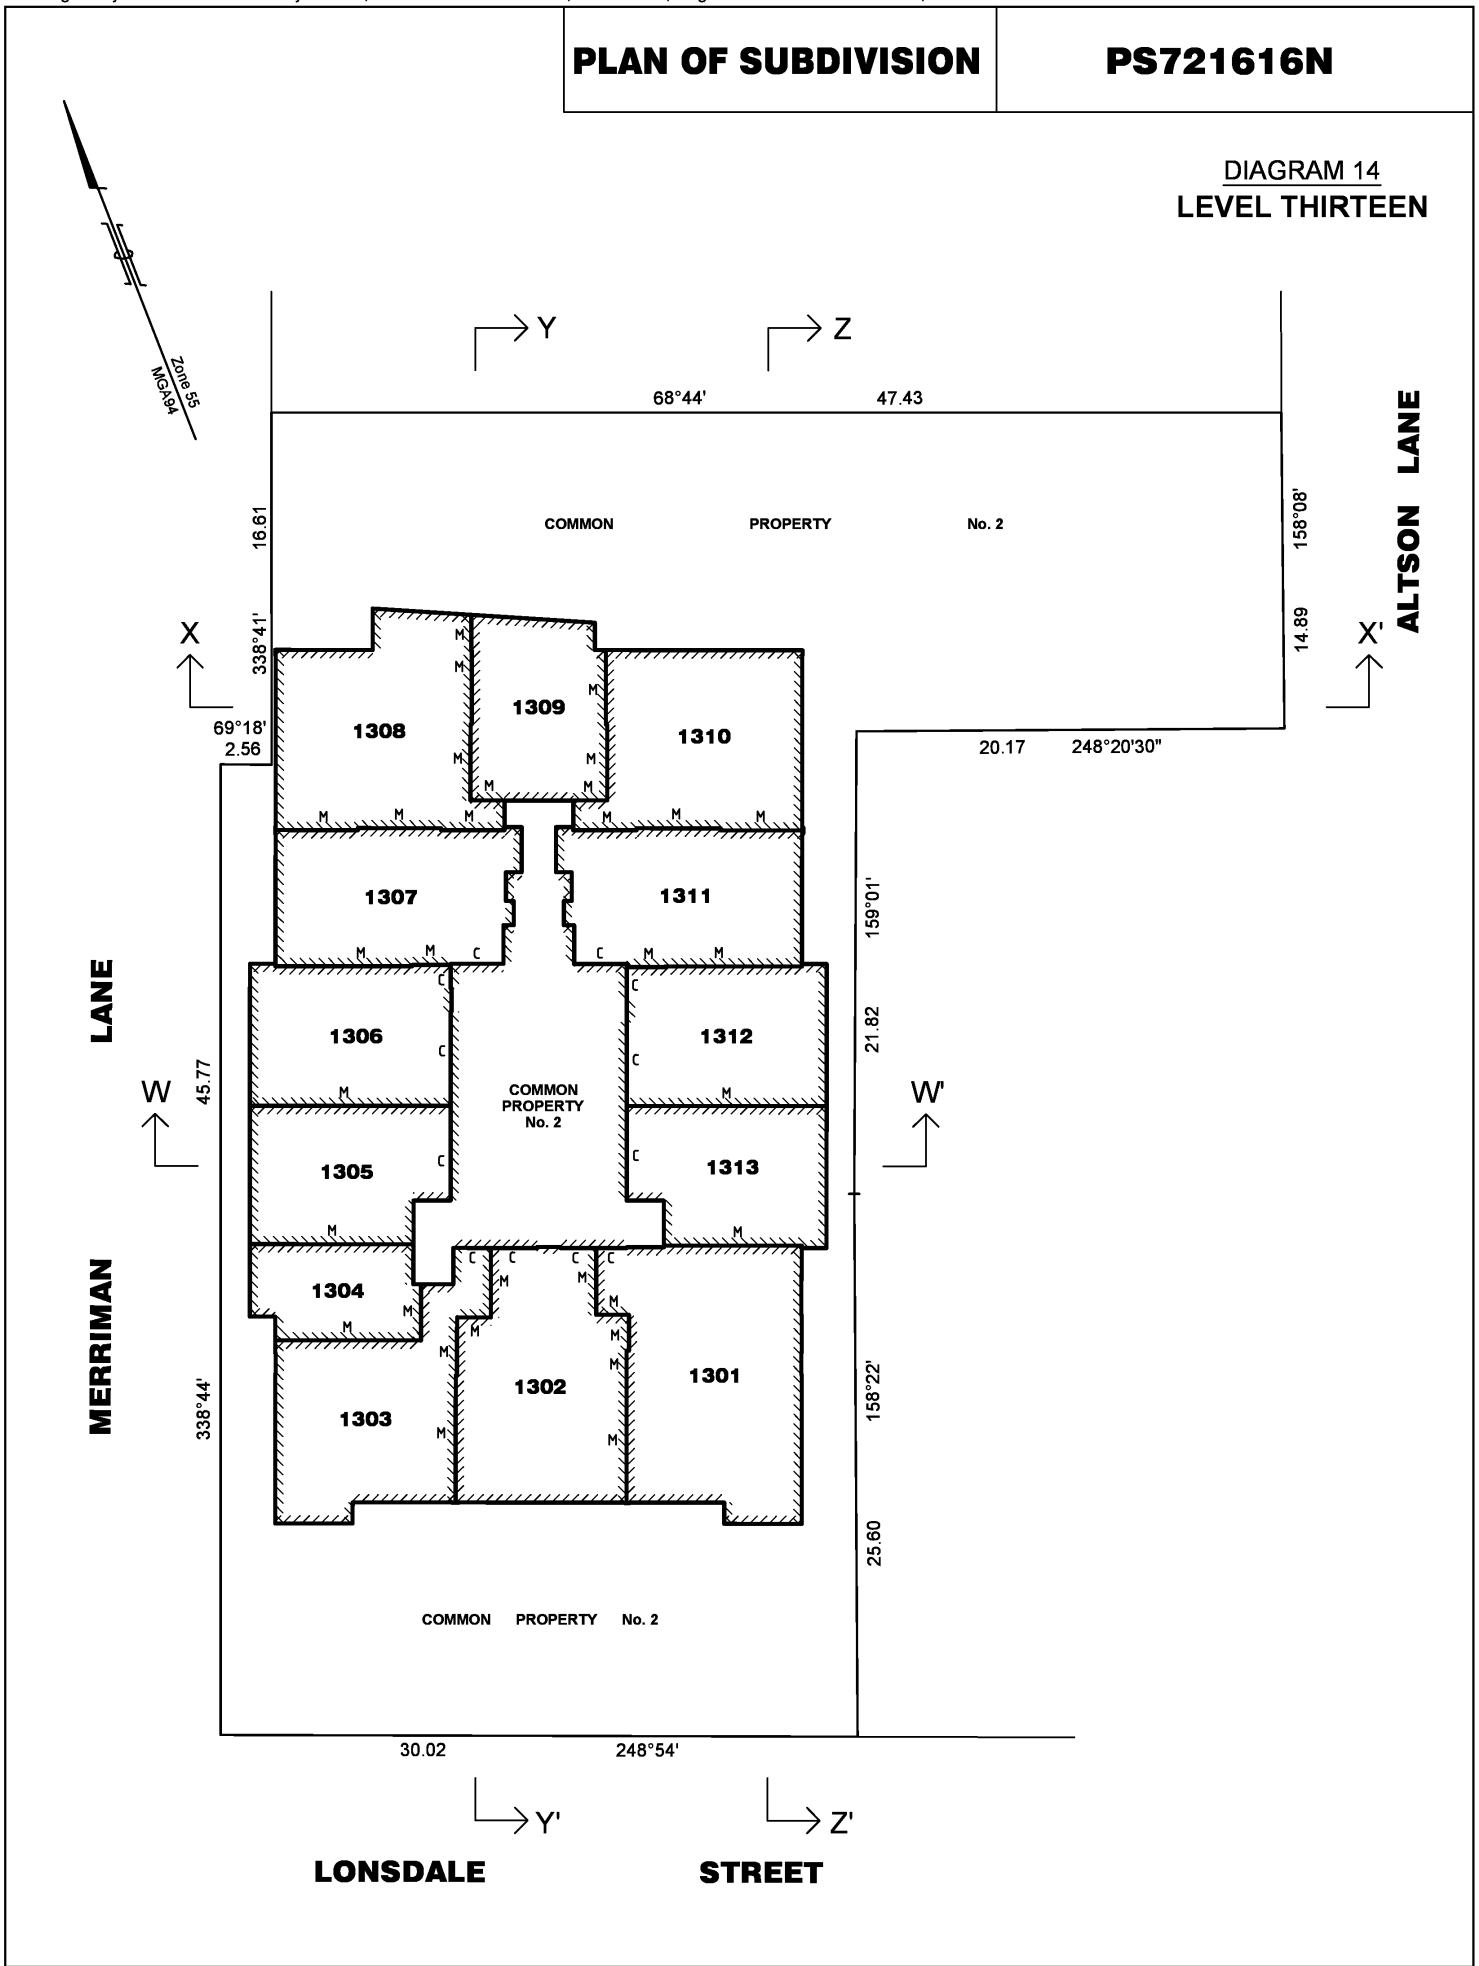 PLAN OF SUBDIVISION
PS721616N
DIAGRAM 14
LEVEL THIRTEEN
Zone 55
MGA94
Y
Z
68°44'
47.43
ALTSON LANE
16.61
338°41'
COMMON PROPERTY No. 2
158°08'
14.89
X
X'
M
M
M
1308
1309
1310
69°18'
2.56
20.17
248°20'30"
M
M
M
M
M
M
M
M
M
M
1307
1311
159°01'
M
M
C
C
M
M
C
C
1306
1312
C
C
21.82
MERRIMAN LANE
45.77
M
M
COMMON
PROPERTY
No. 2
W
W'
1305
C
C
1313
M
M
C
C
C
C
1304
M
M
M
M
M
M
M
M
M
1301
1302
1303
M
M
338°44'
158°22'
25.60
COMMON PROPERTY No. 2
30.02
248°54'
Y'
Z'
LONSDALE STREET